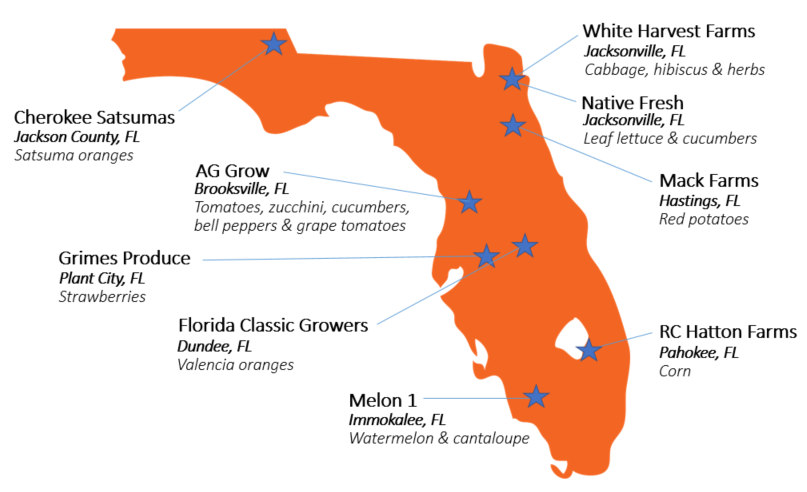 White Harvest Farms
Jacksonville, FL
Cabbage, hibiscus & herbs
Native Fresh
Jacksonville, FL
Leaf lettuce & cucumbers
Cherokee Satsumas
Jackson County, FL
Satsuma oranges
AG Grow
Brooksville, FL
Tomatoes, zucchini, cucumbers,
bell peppers & grape tomatoes
Mack Farms
Hastings, FL
Red potatoes
Grimes Produce
Plant City, FL
Strawberries
Florida Classic Growers
Dundee, FL
Valencia oranges
RC Hatton Farms
Pahokee, FL
Corn
Melon 1
Immokalee, FL
Watermelon & cantaloupe